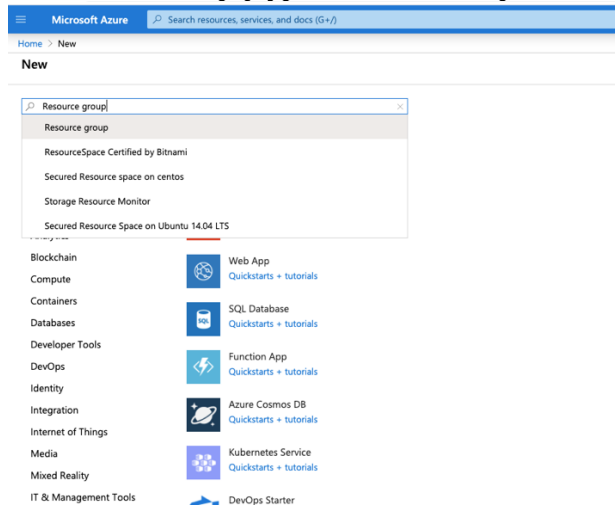 Microsoft Azure
Search resources, services, and docs (G+/)
Home > New
New
Resource group
Resource group
ResourceSpace Certified by Bitnami
Secured Resource space on centos
Storage Resource Monitor
Secured Resource Space on Ubuntu 14.04 LTS
Blockchain
Compute
Containers
Databases
Developer Tools
DevOps
Identity
Integration
Internet of Things
Media
Mixed Reality
IT & Management Tools
Web App
Quickstarts + tutorials
SQL
SQL Database
Quickstarts + tutorials
Function App
Quickstarts + tutorials
Azure Cosmos DB
Quickstarts + tutorials
Kubernetes Service
Quickstarts + tutorials
DevOps Starter